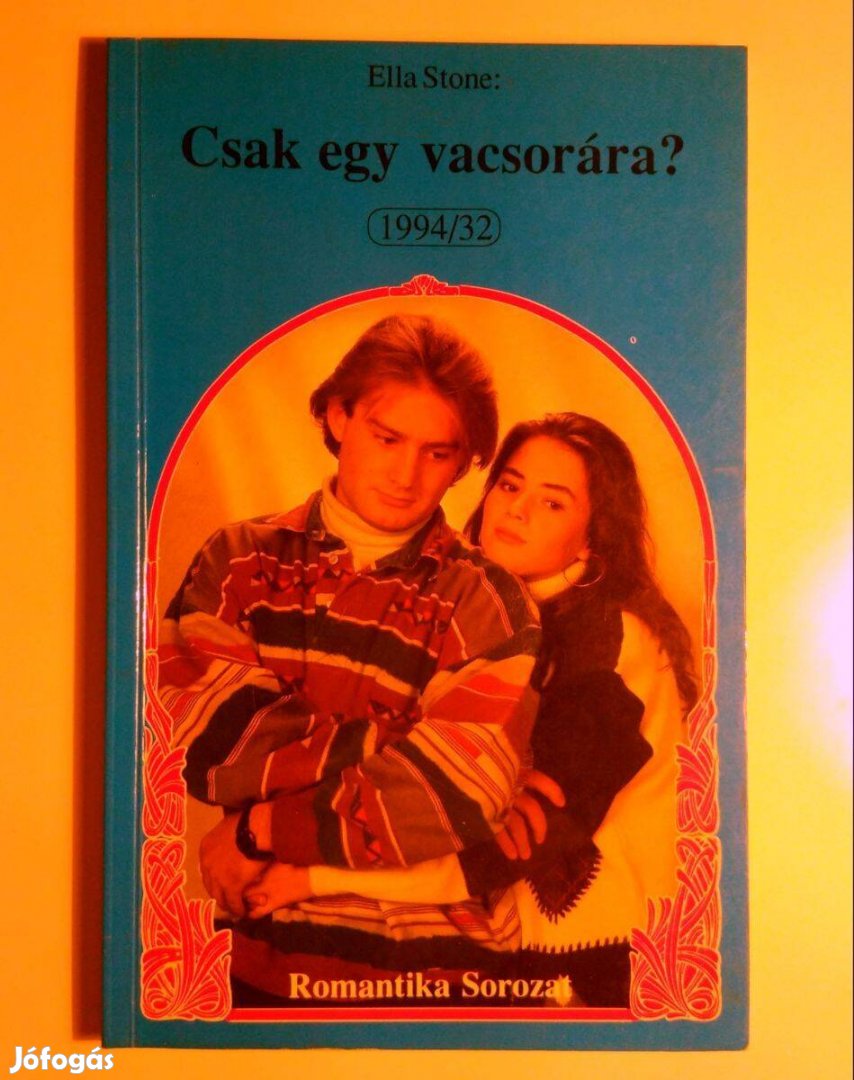 Ella Stone:
Csak egy vacsorára?
1994/32
Romantika Sorozat
Jófogás